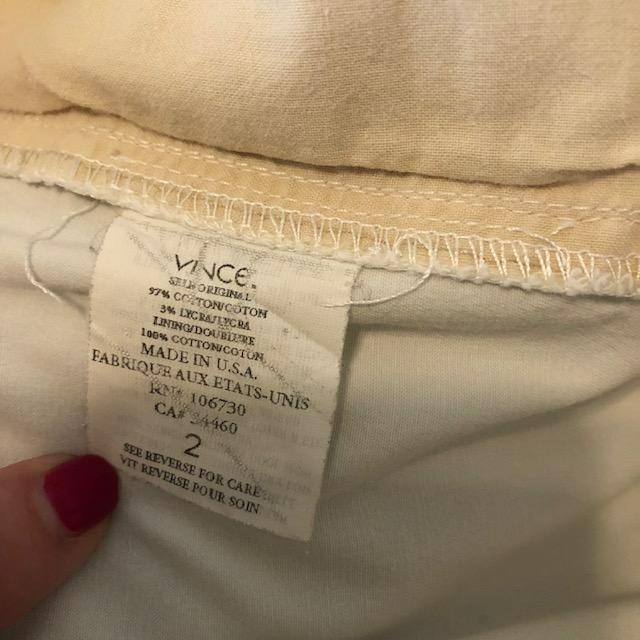 VINCE.
SELF/ORIGINAL
97% COTTON/COTON
3% LYCRA/LYCRA
LINING/DOUBLURE
100% COTTON/COTON
MADE IN U.S.A.
FABRIQUE AUX ETATS-UNIS
RN# 106730
CA# 34460
2
SEE REVERSE FOR CARE
VIT REVERSE POUR SOIN